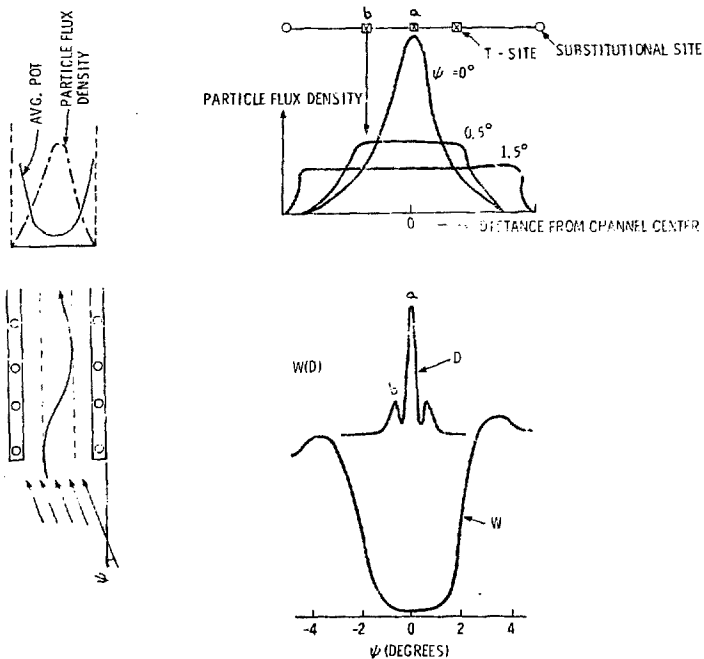 AVG. POT
PARTICLE FLUX
DENSITY
b
a
T - SITE
SUBSTITUTIONAL SITE
ψ = 0°
PARTICLE FLUX DENSITY
0.5°
1.5°
0
DISTANCE FROM CHANNEL CENTER
ψ
a
W(D)
D
b
W
-4
-2
0
2
4
ψ (DEGREES)